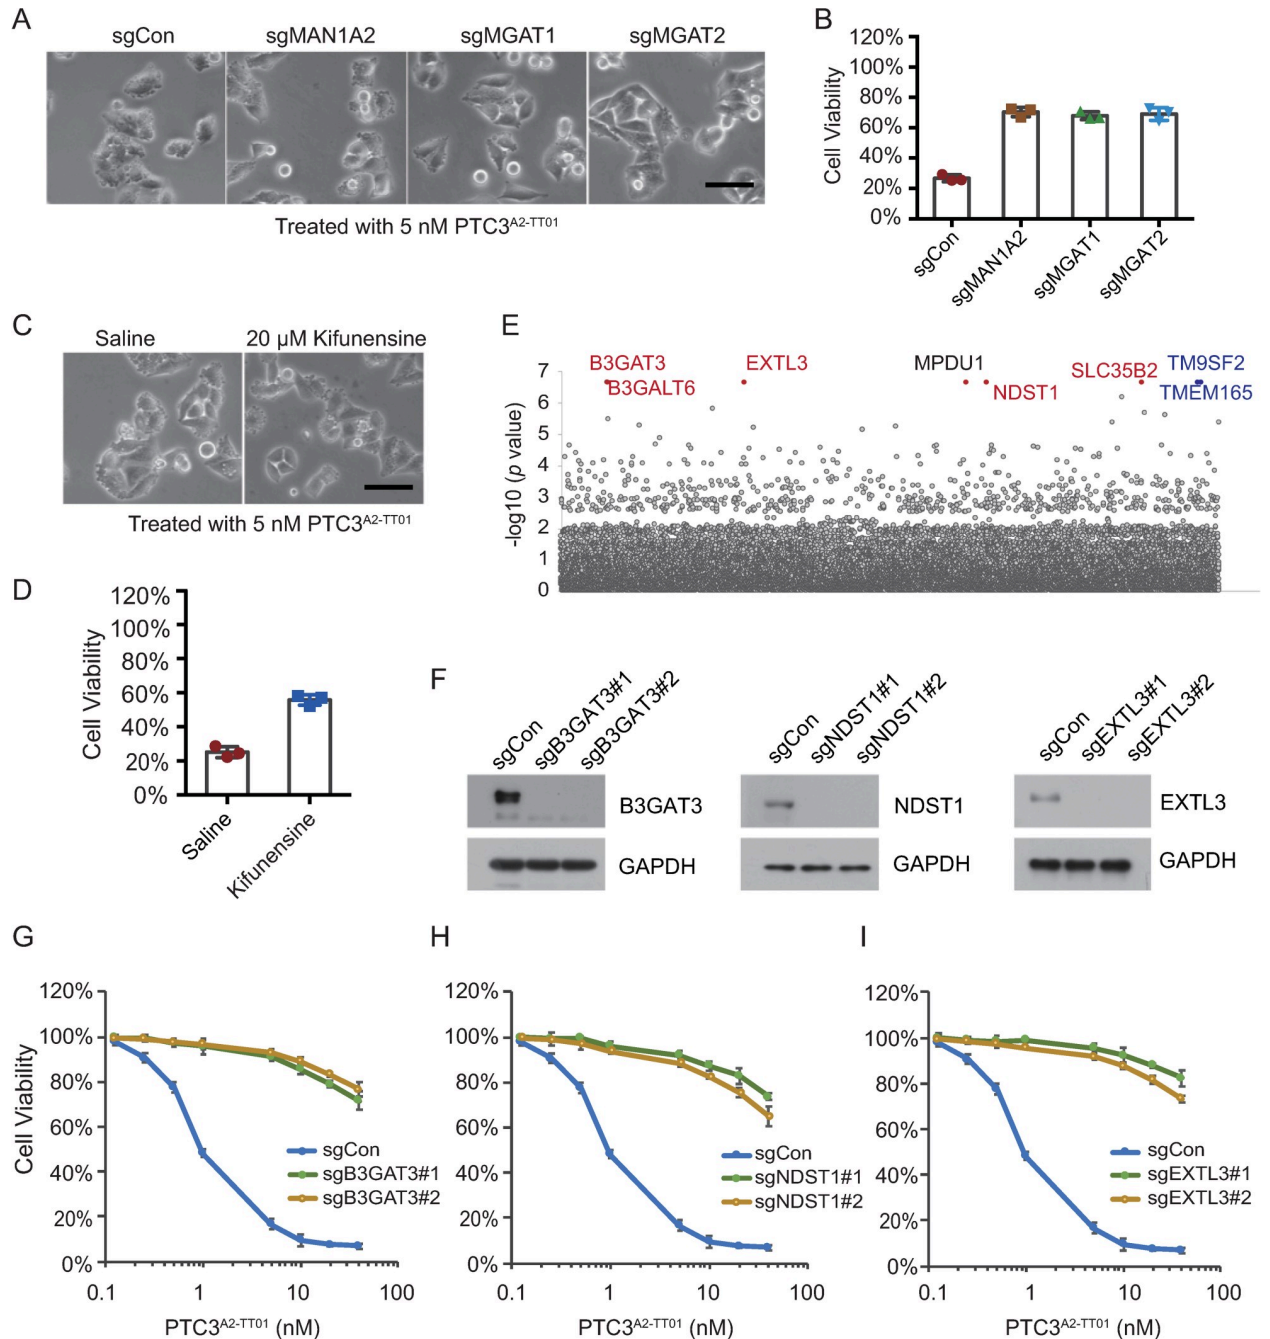 A
sgCon sgMAN1A2 sgMGAT1 sgMGAT2
Treated with 5 nM PTC3A2-TT01
B
120%
100%
80%
60%
40%
20%
0%
Cell Viability
sgCon
sgMAN1A2
sgMGAT1
sgMGAT2
C
Saline 20 µM Kifunensine
Treated with 5 nM PTC3A2-TT01
D
120%
100%
80%
60%
40%
20%
0%
Cell Viability
Saline
Kifunensine
E
7
6
5
4
3
2
1
0
-log10 (p value)
B3GAT3
B3GALT6
EXTL3
MPDU1
NDST1
SLC35B2
TM9SF2
TMEM165
F
sgCon
sgB3GAT3#1
sgB3GAT3#2
B3GAT3
GAPDH
sgCon
sgNDST1#1
sgNDST1#2
NDST1
GAPDH
sgCon
sgEXTL3#1
sgEXTL3#2
EXTL3
GAPDH
G
120%
100%
80%
60%
40%
20%
0%
Cell Viability
sgCon
sgB3GAT3#1
sgB3GAT3#2
0.1 1 10 100
PTC3A2-TT01 (nM)
H
120%
100%
80%
60%
40%
20%
0%
sgCon
sgNDST1#1
sgNDST1#2
0.1 1 10 100
PTC3A2-TT01 (nM)
I
120%
100%
80%
60%
40%
20%
0%
sgCon
sgEXTL3#1
sgEXTL3#2
0.1 1 10 100
PTC3A2-TT01 (nM)